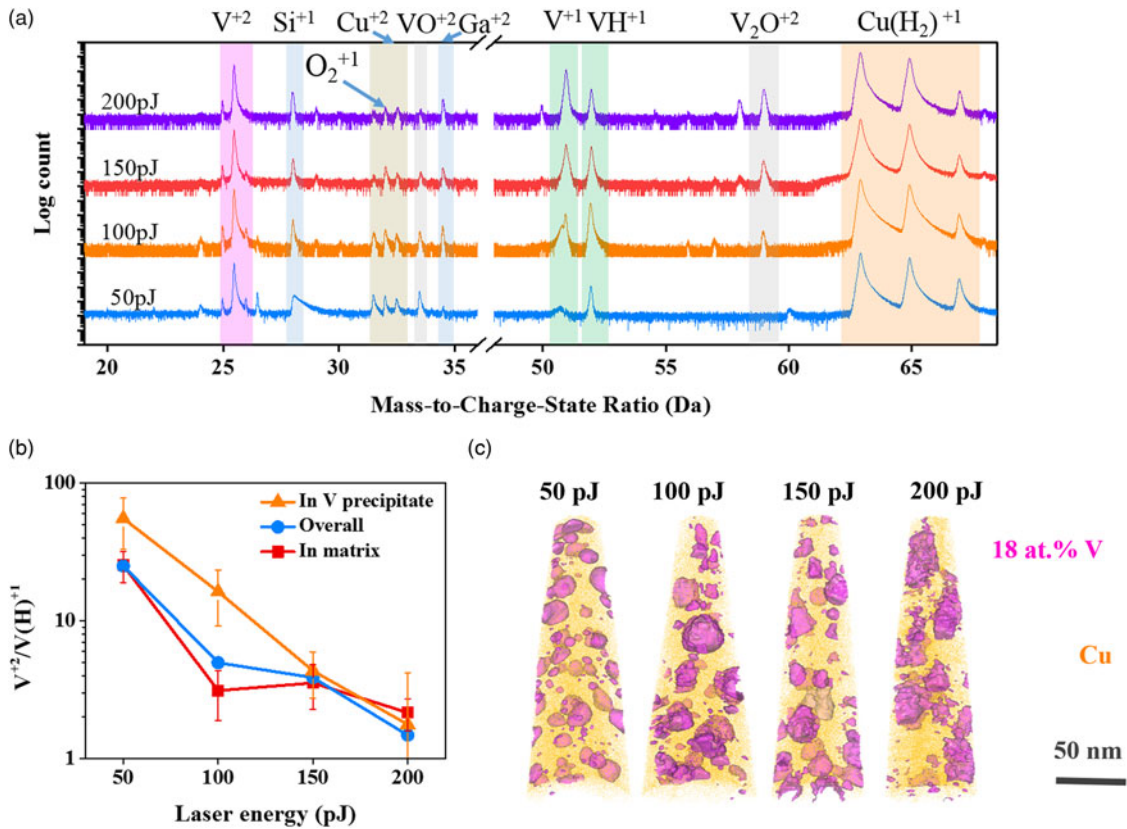 (a)
V+2 Si+1 Cu+2 VO+2 Ga+2 V+1 VH+1 V2O+2 Cu(H2)+1
O2+1
200pJ
150pJ
100pJ
50pJ
Log count
20 25 30 35 50 55 60 65
Mass-to-Charge-State Ratio (Da)
(b)
100
10
1
V+2/V(H)+1
In V precipitate
Overall
In matrix
50 100 150 200
Laser energy (pJ)
(c)
50 pJ 100 pJ 150 pJ 200 pJ
18 at.% V
Cu
50 nm